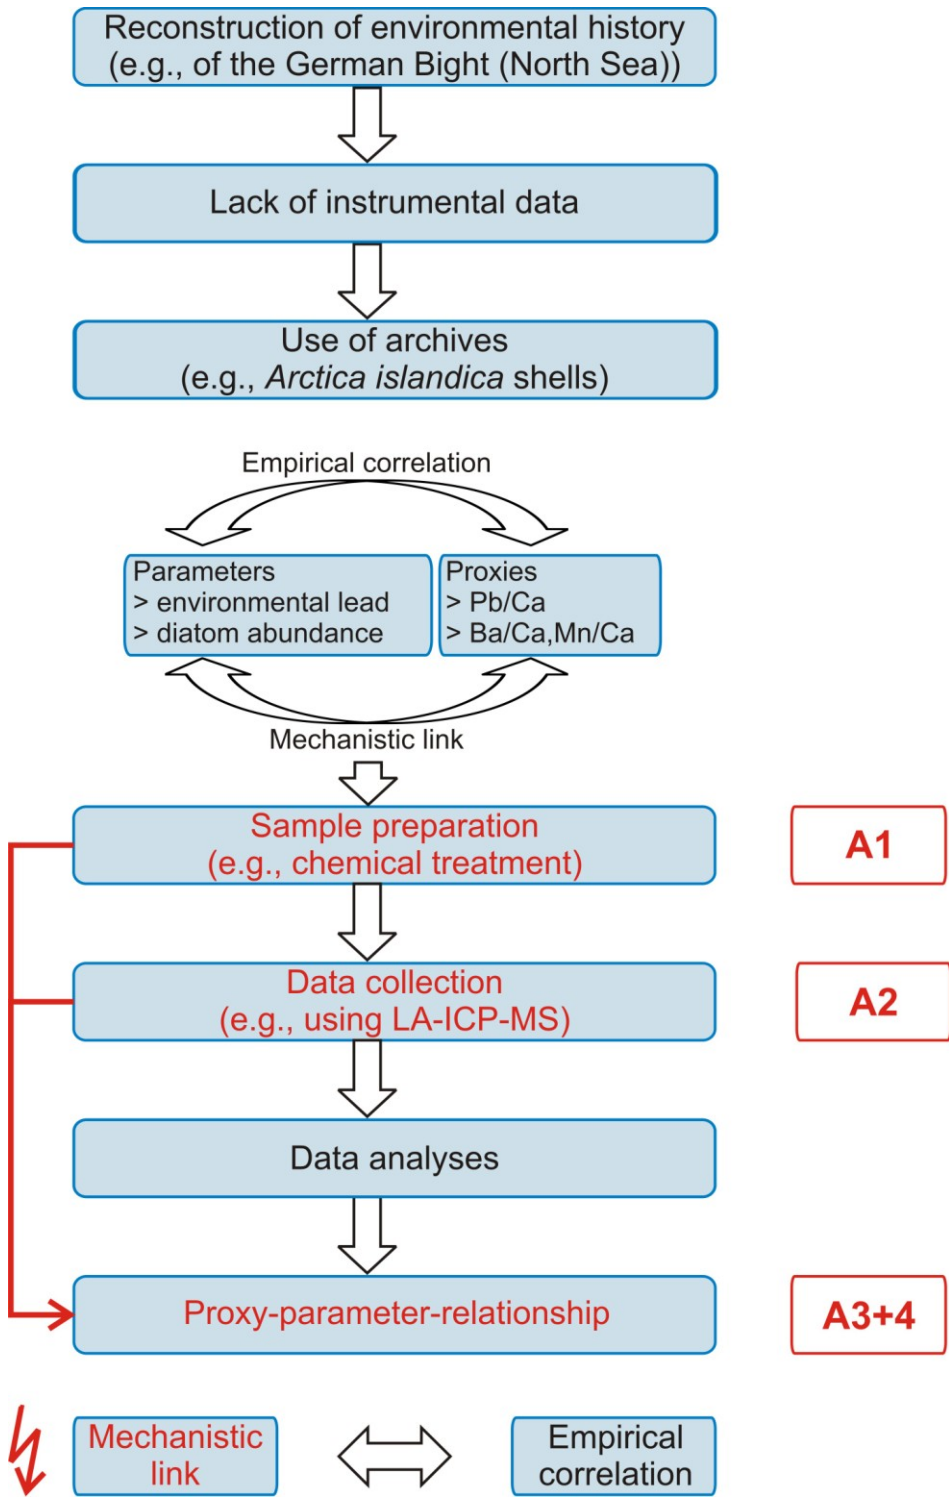 Reconstruction of environmental history
(e.g., of the German Bight (North Sea))
Lack of instrumental data
Use of archives
(e.g., Arctica islandica shells)
Empirical correlation
Parameters
> environmental lead
> diatom abundance
Proxies
> Pb/Ca
> Ba/Ca,Mn/Ca
Mechanistic link
Sample preparation
(e.g., chemical treatment)
A1
Data collection
(e.g., using LA-ICP-MS)
A2
Data analyses
Proxy-parameter-relationship
A3+4
Mechanistic
link
Empirical
correlation